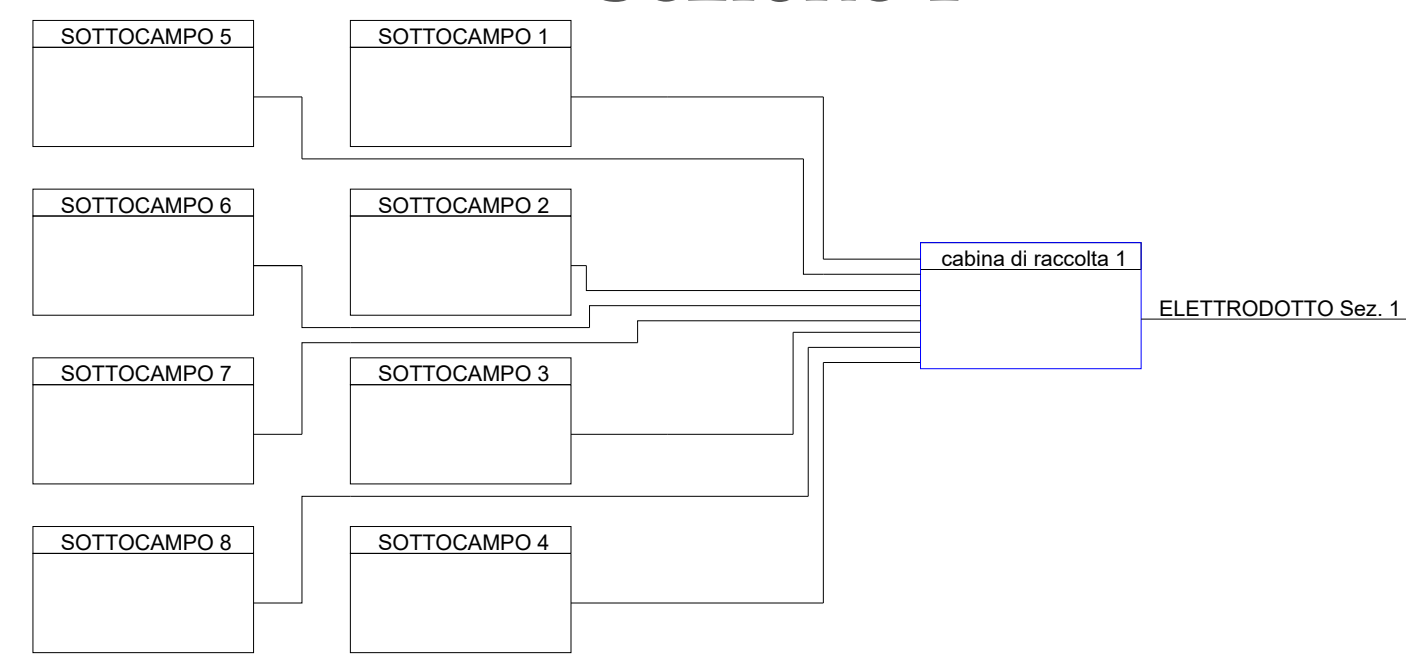 SOTTOCAMPO 5
SOTTOCAMPO 1
SOTTOCAMPO 6
SOTTOCAMPO 2
cabina di raccolta 1
ELETTRODOTTO Sez. 1
SOTTOCAMPO 7
SOTTOCAMPO 3
SOTTOCAMPO 8
SOTTOCAMPO 4